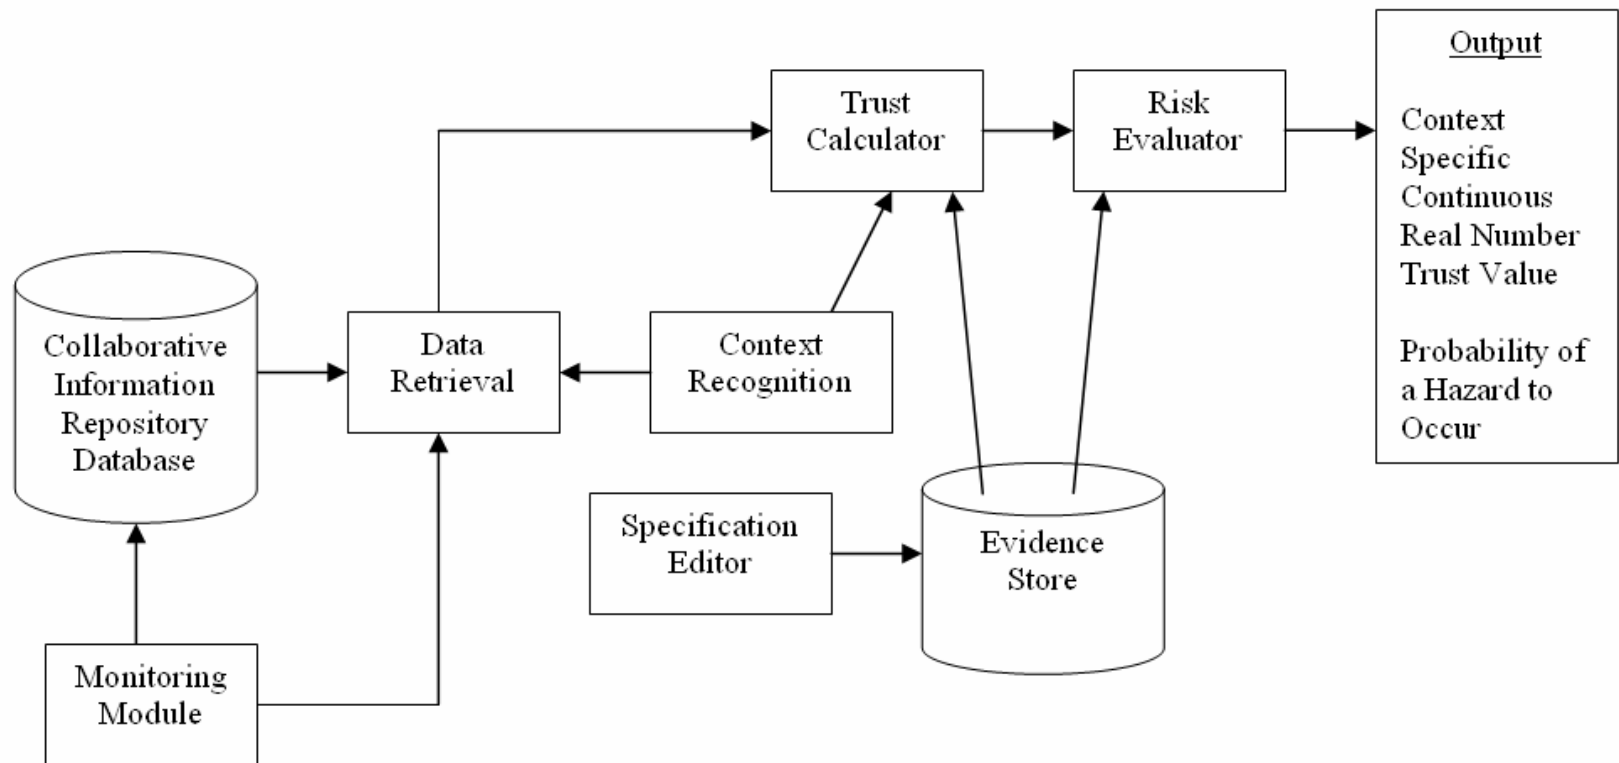 Output
Context
Specific
Continuous
Real Number
Trust Value
Probability of
a Hazard to
Occur
Trust
Calculator
Risk
Evaluator
Collaborative
Information
Repository
Database
Data
Retrieval
Context
Recognition
Specification
Editor
Evidence
Store
Monitoring
Module